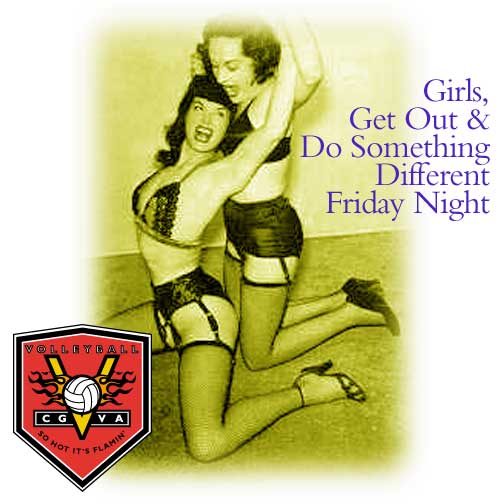 Girls,
Get Out &
Do Something
Different
Friday Night
VOLLEYBALL
CGVA
SO HOT IT'S FLAMIN'